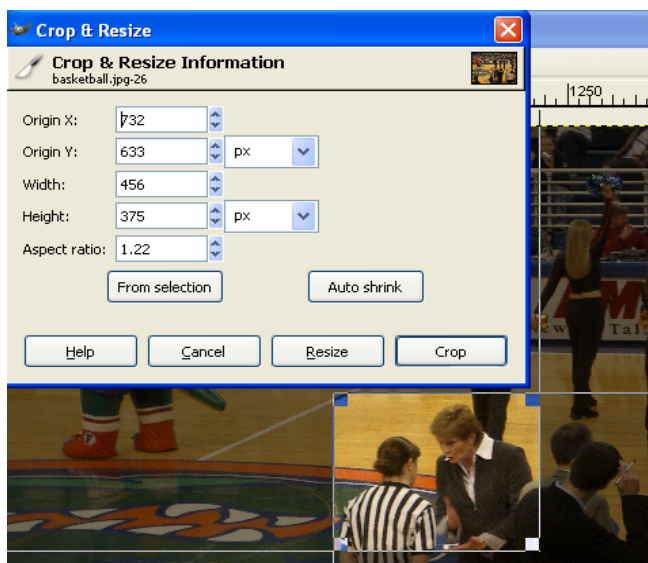 Crop & Resize
Crop & Resize Information
basketball.jpg-26
1250
Origin X: 732
Origin Y: 633 px
Width: 456
Height: 375 px
Aspect ratio: 1.22
From selection Auto shrink
Help Cancel Resize Crop